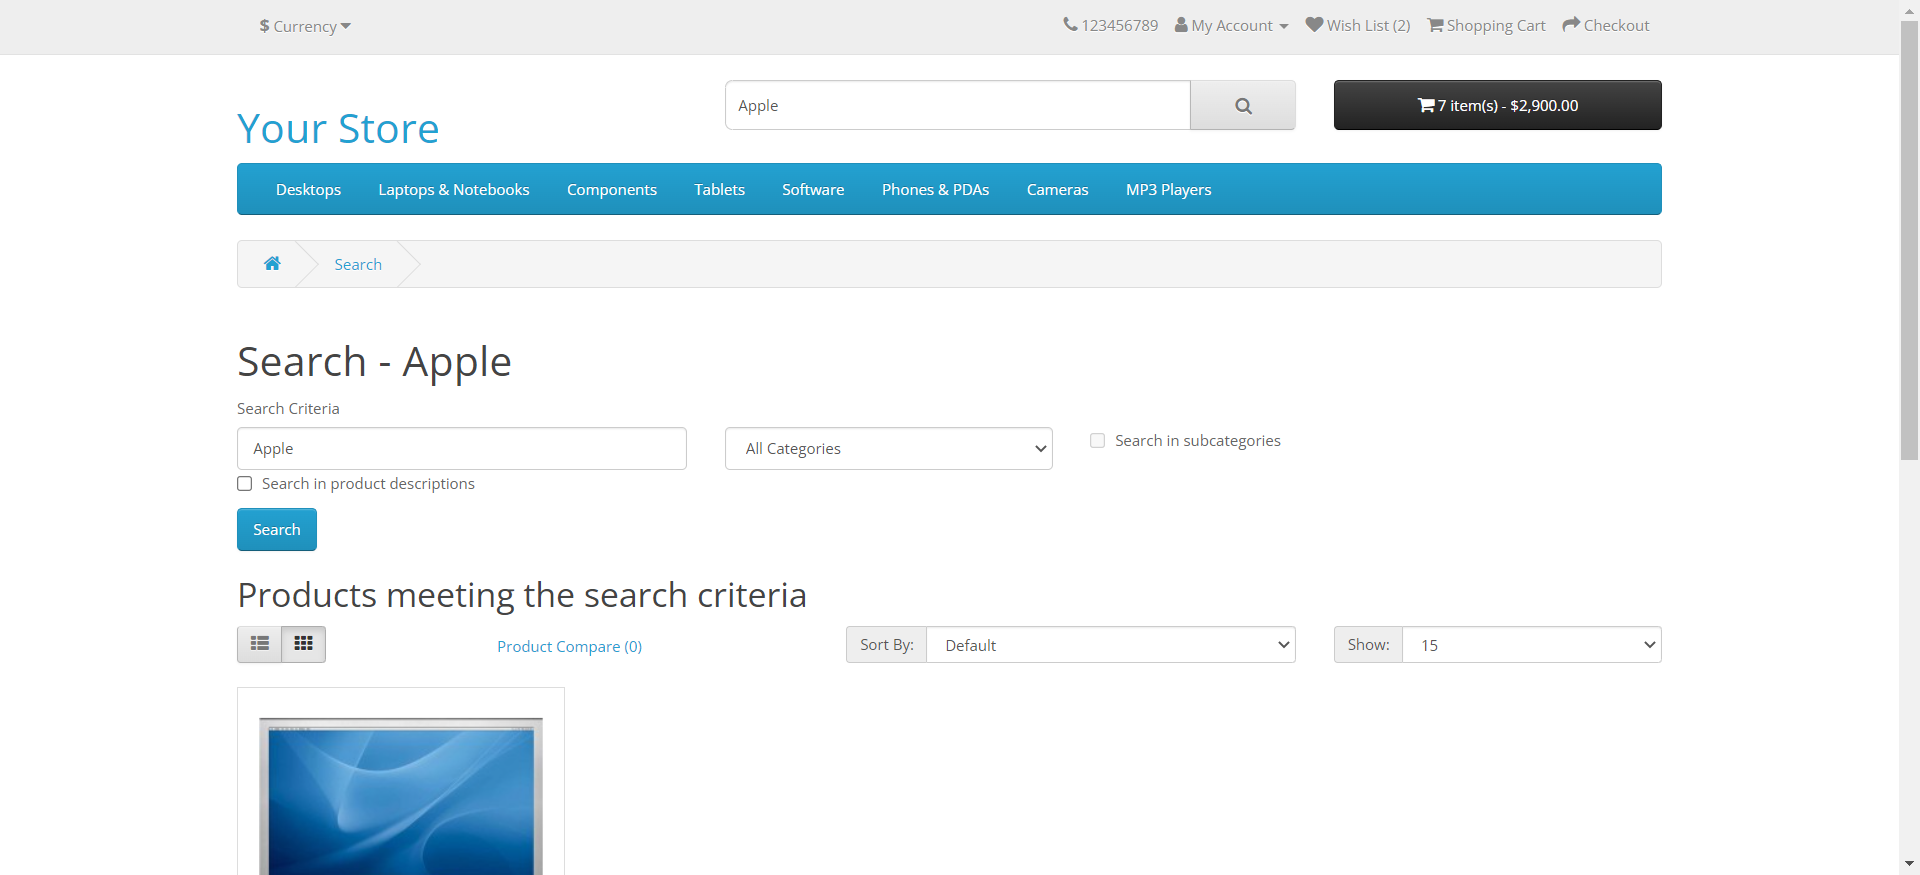 $ Currency
123456789 My Account Wish List (2) Shopping Cart Checkout
Your Store
Apple
7 item(s) - $2,900.00
Desktops Laptops & Notebooks Components Tablets Software Phones & PDAs Cameras MP3 Players
Search
Search - Apple
Search Criteria
Apple
All Categories
Search in subcategories
Search in product descriptions
Search
Products meeting the search criteria
Product Compare (0)
Sort By: Default
Show: 15